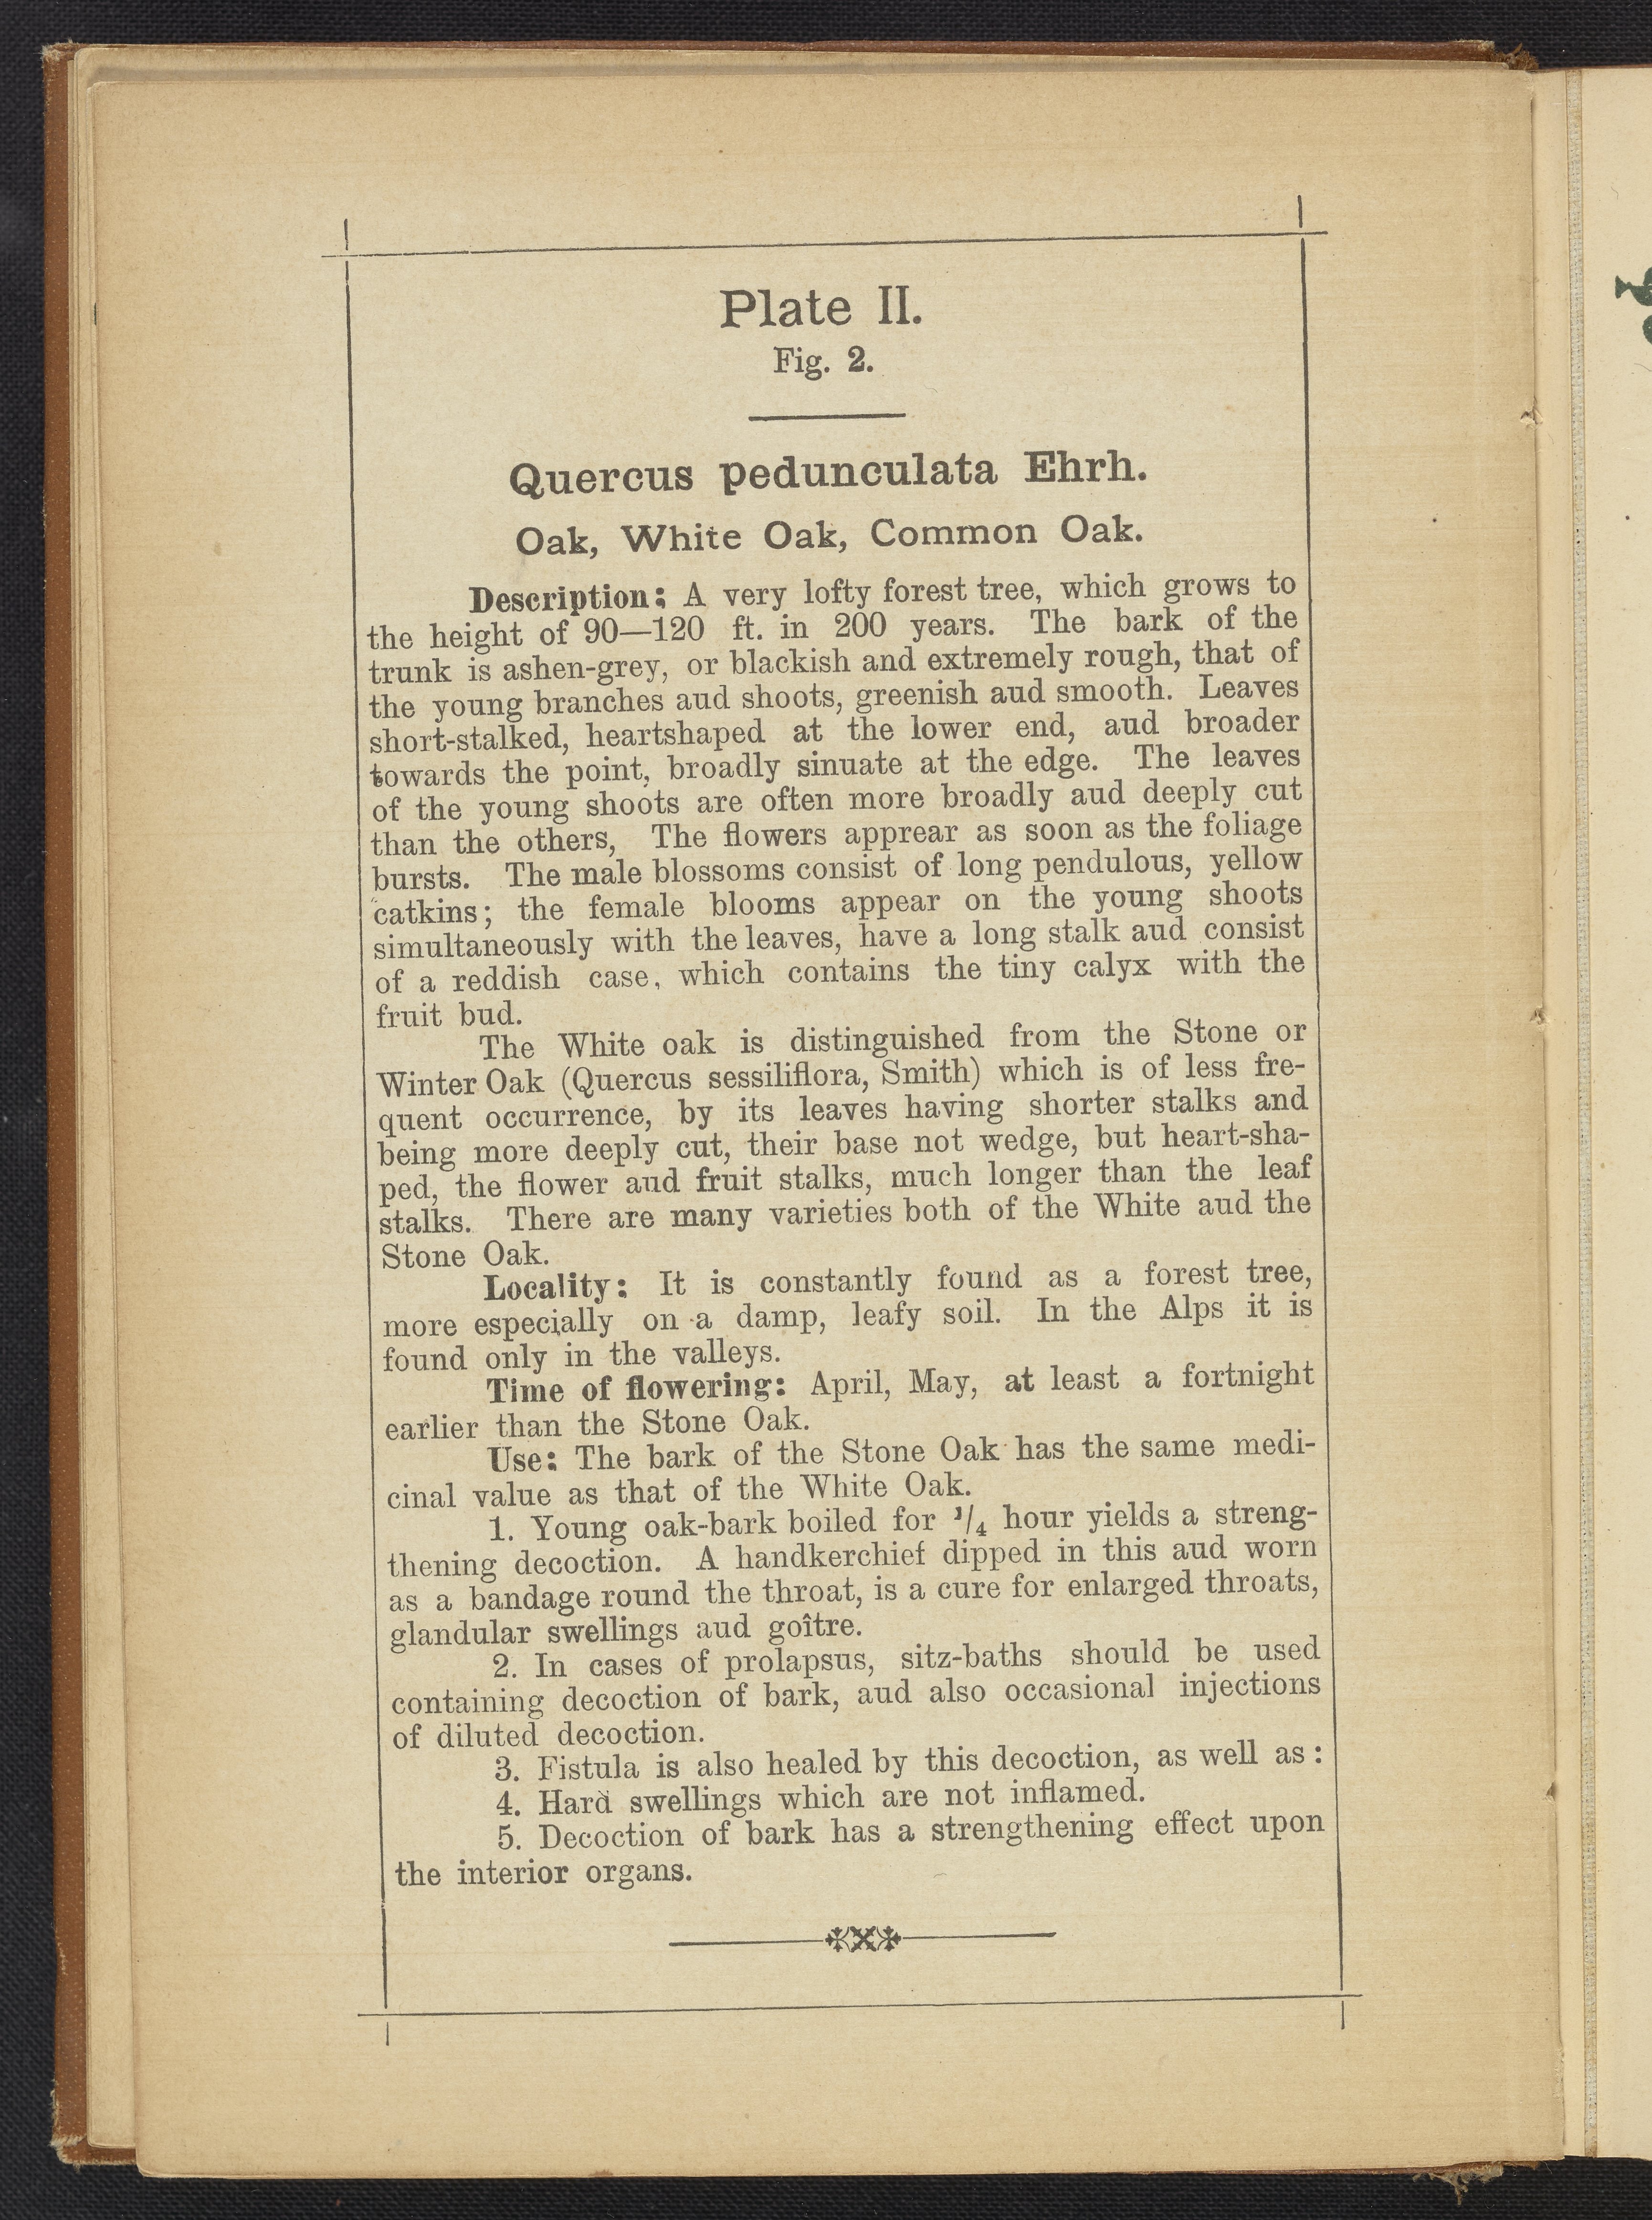 Plate II.
Fig. 2.
Quercus pedunculata Ehrh.
Oak, White Oak, Common Oak.
Description: A very lofty forest tree, which grows to
the height of 90—120 ft. in 200 years. The bark of the
trunk is ashen-grey, or blackish and extremely rough, that of
the young branches aud shoots, greenish aud smooth. Leaves
short-stalked, heartshaped at the lower end, aud broader
towards the point, broadly sinuate at the edge. The leaves
of the young shoots are often more broadly aud deeply cut
than the others, The flowers apprear as soon as the foliage
bursts. The male blossoms consist of long pendulous, yellow
catkins; the female blooms appear on the young shoots
simultaneously with the leaves, have a long stalk aud consist
of a reddish case, which contains the tiny calyx with the
fruit bud.
The White oak is distinguished from the Stone or
Winter Oak (Quercus sessiliflora, Smith) which is of less fre-
quent occurrence, by its leaves having shorter stalks and
being more deeply cut, their base not wedge, but heart-sha-
ped, the flower aud fruit stalks, much longer than the leaf
stalks. There are many varieties both of the White aud the
Stone Oak.
Locality: It is constantly found as a forest tree,
more especially on a damp, leafy soil. In the Alps it is
found only in the valleys.
Time of flowering: April, May, at least a fortnight
earlier than the Stone Oak.
Use: The bark of the Stone Oak has the same medi-
cinal value as that of the White Oak.
1. Young oak-bark boiled for 1/4 hour yields a streng-
thening decoction. A handkerchief dipped in this aud worn
as a bandage round the throat, is a cure for enlarged throats,
glandular swellings aud goître.
2. In cases of prolapsus, sitz-baths should be used
containing decoction of bark, aud also occasional injections
of diluted decoction.
3. Fistula is also healed by this decoction, as well as:
4. Hard swellings which are not inflamed.
5. Decoction of bark has a strengthening effect upon
the interior organs.